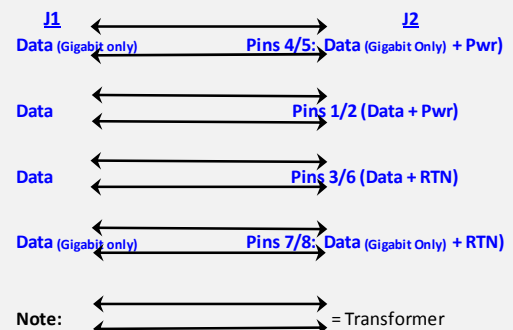 J1 J2
Data (Gigabit only) Pins 4/5: Data (Gigabit Only) + Pwr)
Data Pins 1/2 (Data + Pwr)
Data Pins 3/6 (Data + RTN)
Data (Gigabit only) Pins 7/8: Data (Gigabit Only) + RTN)
Note: = Transformer